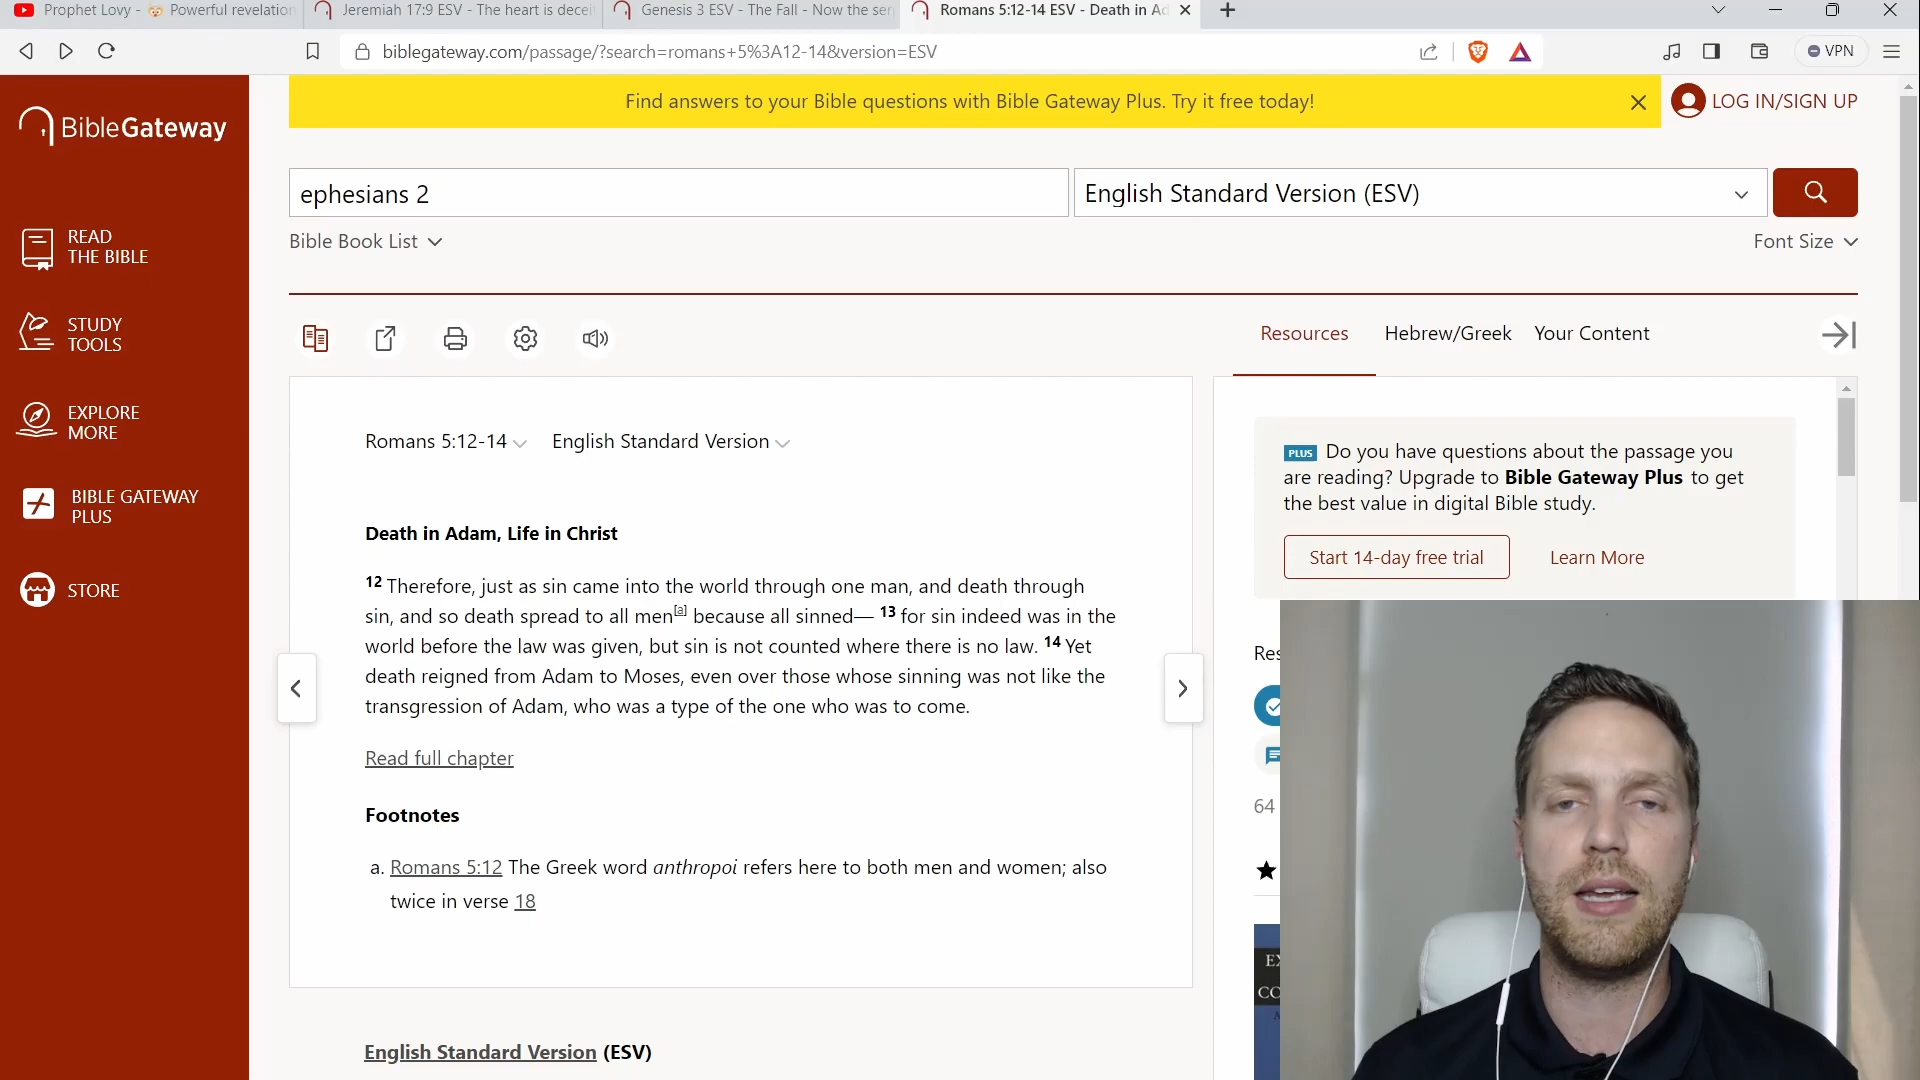 Prophet Lovy - 🤯 Powerful revelation
Jeremiah 17:9 ESV - The heart is decei
Genesis 3 ESV - The Fall - Now the ser
Romans 5:12-14 ESV - Death in Ad
biblegateway.com/passage/?search=romans+5%3A12-14&version=ESV
VPN
Find answers to your Bible questions with Bible Gateway Plus. Try it free today!
LOG IN/SIGN UP
BibleGateway
ephesians 2
English Standard Version (ESV)
Bible Book List
Font Size
READ
THE BIBLE
STUDY
TOOLS
EXPLORE
MORE
BIBLE GATEWAY
PLUS
STORE
Resources
Hebrew/Greek
Your Content
Romans 5:12-14
English Standard Version
Death in Adam, Life in Christ
12 Therefore, just as sin came into the world through one man, and death through
sin, and so death spread to all men[a] because all sinned— 13 for sin indeed was in the
world before the law was given, but sin is not counted where there is no law. 14 Yet
death reigned from Adam to Moses, even over those whose sinning was not like the
transgression of Adam, who was a type of the one who was to come.
Read full chapter
Footnotes
a. Romans 5:12 The Greek word anthropoi refers here to both men and women; also
twice in verse 18
English Standard Version (ESV)
PLUS Do you have questions about the passage you
are reading? Upgrade to Bible Gateway Plus to get
the best value in digital Bible study.
Start 14-day free trial
Learn More
Res
64
EX
CO